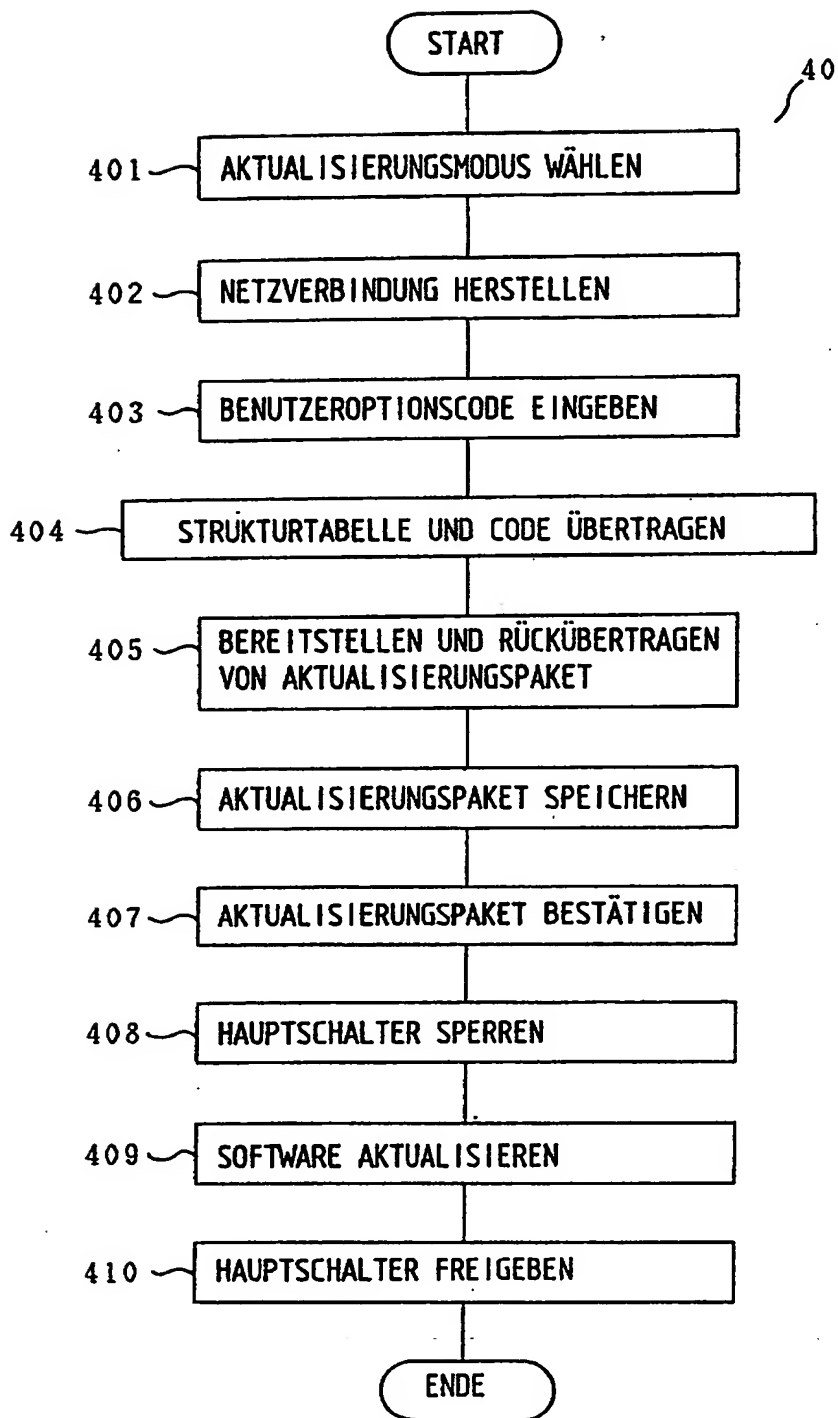 START
40
401 AKTUALISIERUNGSMODUS WÄHLEN
402 NETZVERBINDUNG HERSTELLEN
403 BENUTZEROPTIONSCODE EINGEBEN
404 STRUKTURTABELLE UND CODE ÜBERTRAGEN
405 BEREITSTELLEN UND RÜCKÜBERTRAGEN
VON AKTUALISIERUNGSPAKET
406 AKTUALISIERUNGSPAKET SPEICHERN
407 AKTUALISIERUNGSPAKET BESTÄTIGEN
408 HAUPTSCHALTER SPERREN
409 SOFTWARE AKTUALISIEREN
410 HAUPTSCHALTER FREIGEBEN
ENDE